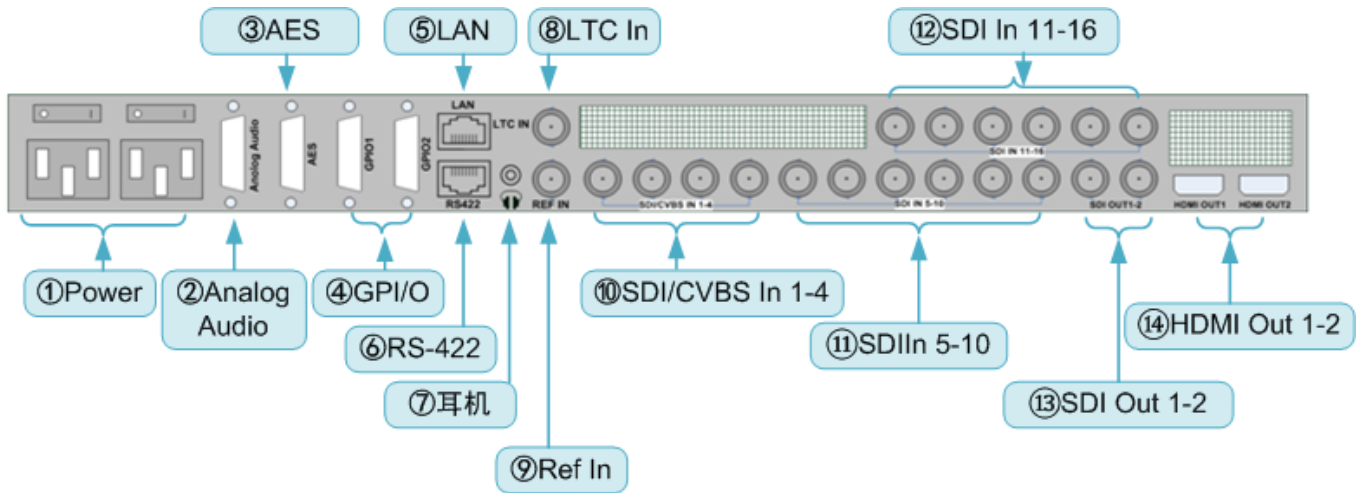 ③AES
⑤LAN
⑧LTC In
⑫SDI In 11-16
LAN
LTC IN
Anolog Audio
AES
GPIO1
GPIO2
SDI IN 11-16
RS422
REF IN
SDI/CVBS IN 1-4
SDI IN 5-10
SDI OUT1-2
HDMI OUT1
HDMI OUT2
①Power
②Analog
Audio
④GPI/O
⑩SDI/CVBS In 1-4
⑭HDMI Out 1-2
⑥RS-422
⑪SDIIn 5-10
⑦耳机
⑬SDI Out 1-2
⑨Ref In